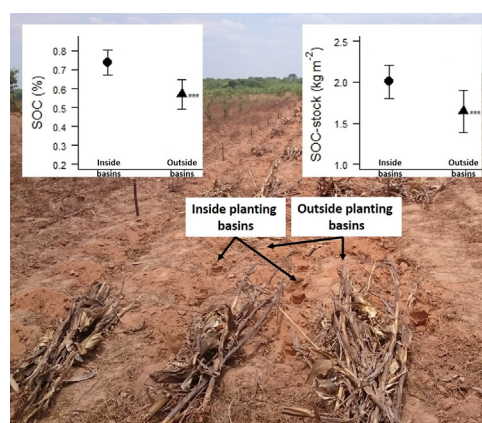 SOC (%)
0.8
0.7
0.6
0.5
0.4
0.3
0.2
***
Inside basins
Outside basins
SOC-stock (kg m-2)
2.5
2.0
1.5
1.0
***
Inside basins
Outside basins
Inside planting
basins
Outside planting
basins